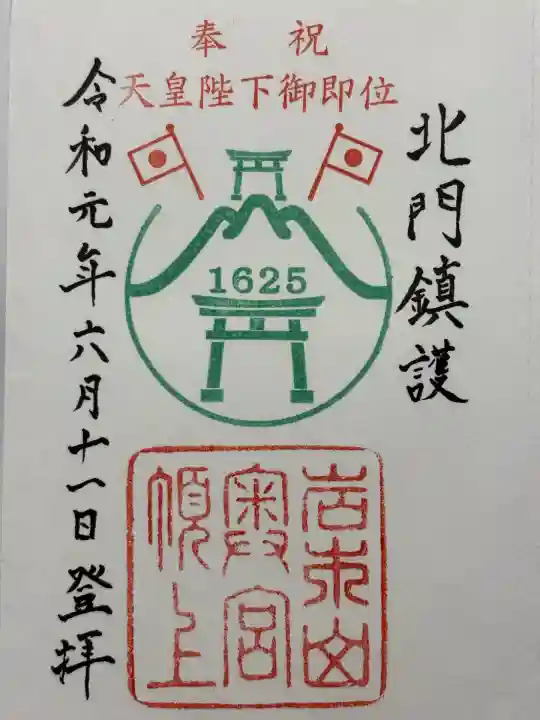 奉祝
天皇陛下御即位
北門鎮護
1625
岩木山
奥宮
頂上
令和元年六月十一日登拝